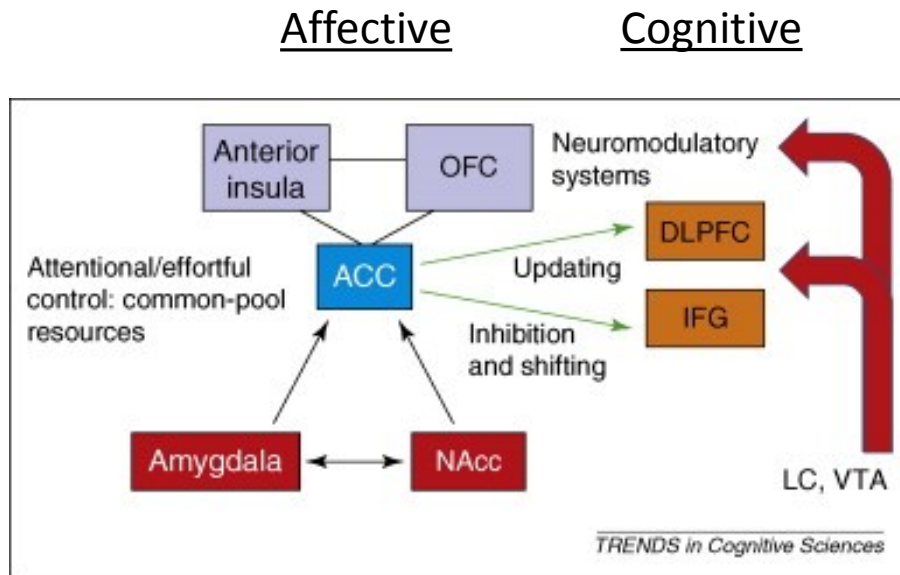 Affective
Cognitive
Anterior
insula
OFC
Neuromodulatory
systems
DLPFC
Updating
ACC
Attentional/effortful
control: common-pool
resources
IFG
Inhibition
and shifting
Amygdala
NAcc
LC, VTA
TRENDS in Cognitive Sciences